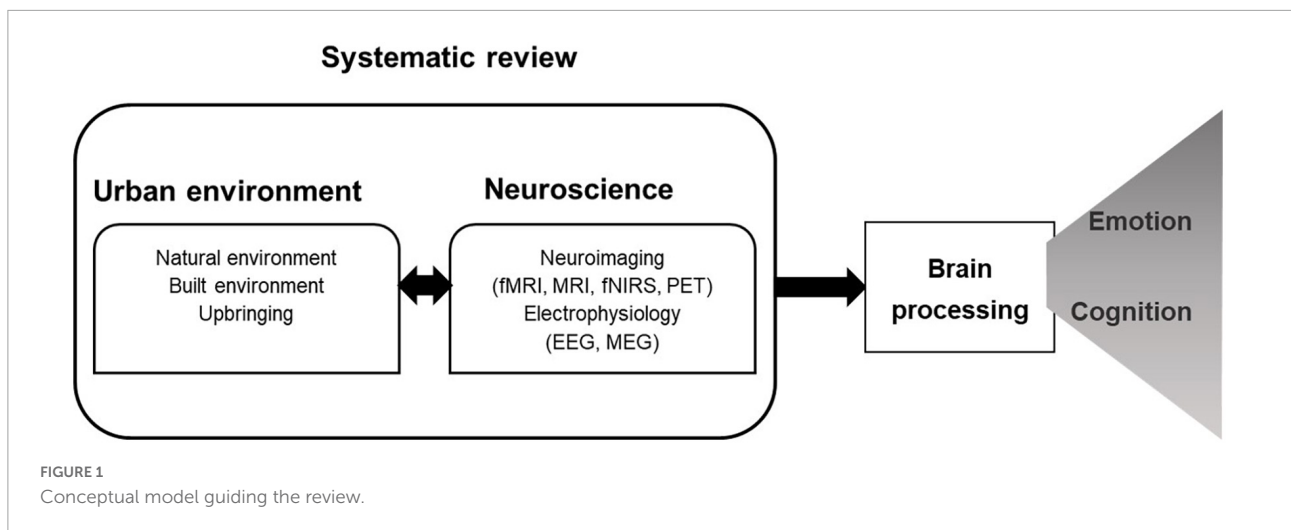 Systematic review
Urban environment
Natural environment
Built environment
Upbringing
Neuroscience
Neuroimaging
(fMRI, MRI, fNIRS, PET)
Electrophysiology
(EEG, MEG)
Brain
processing
Emotion
Cognition
FIGURE 1
Conceptual model guiding the review.